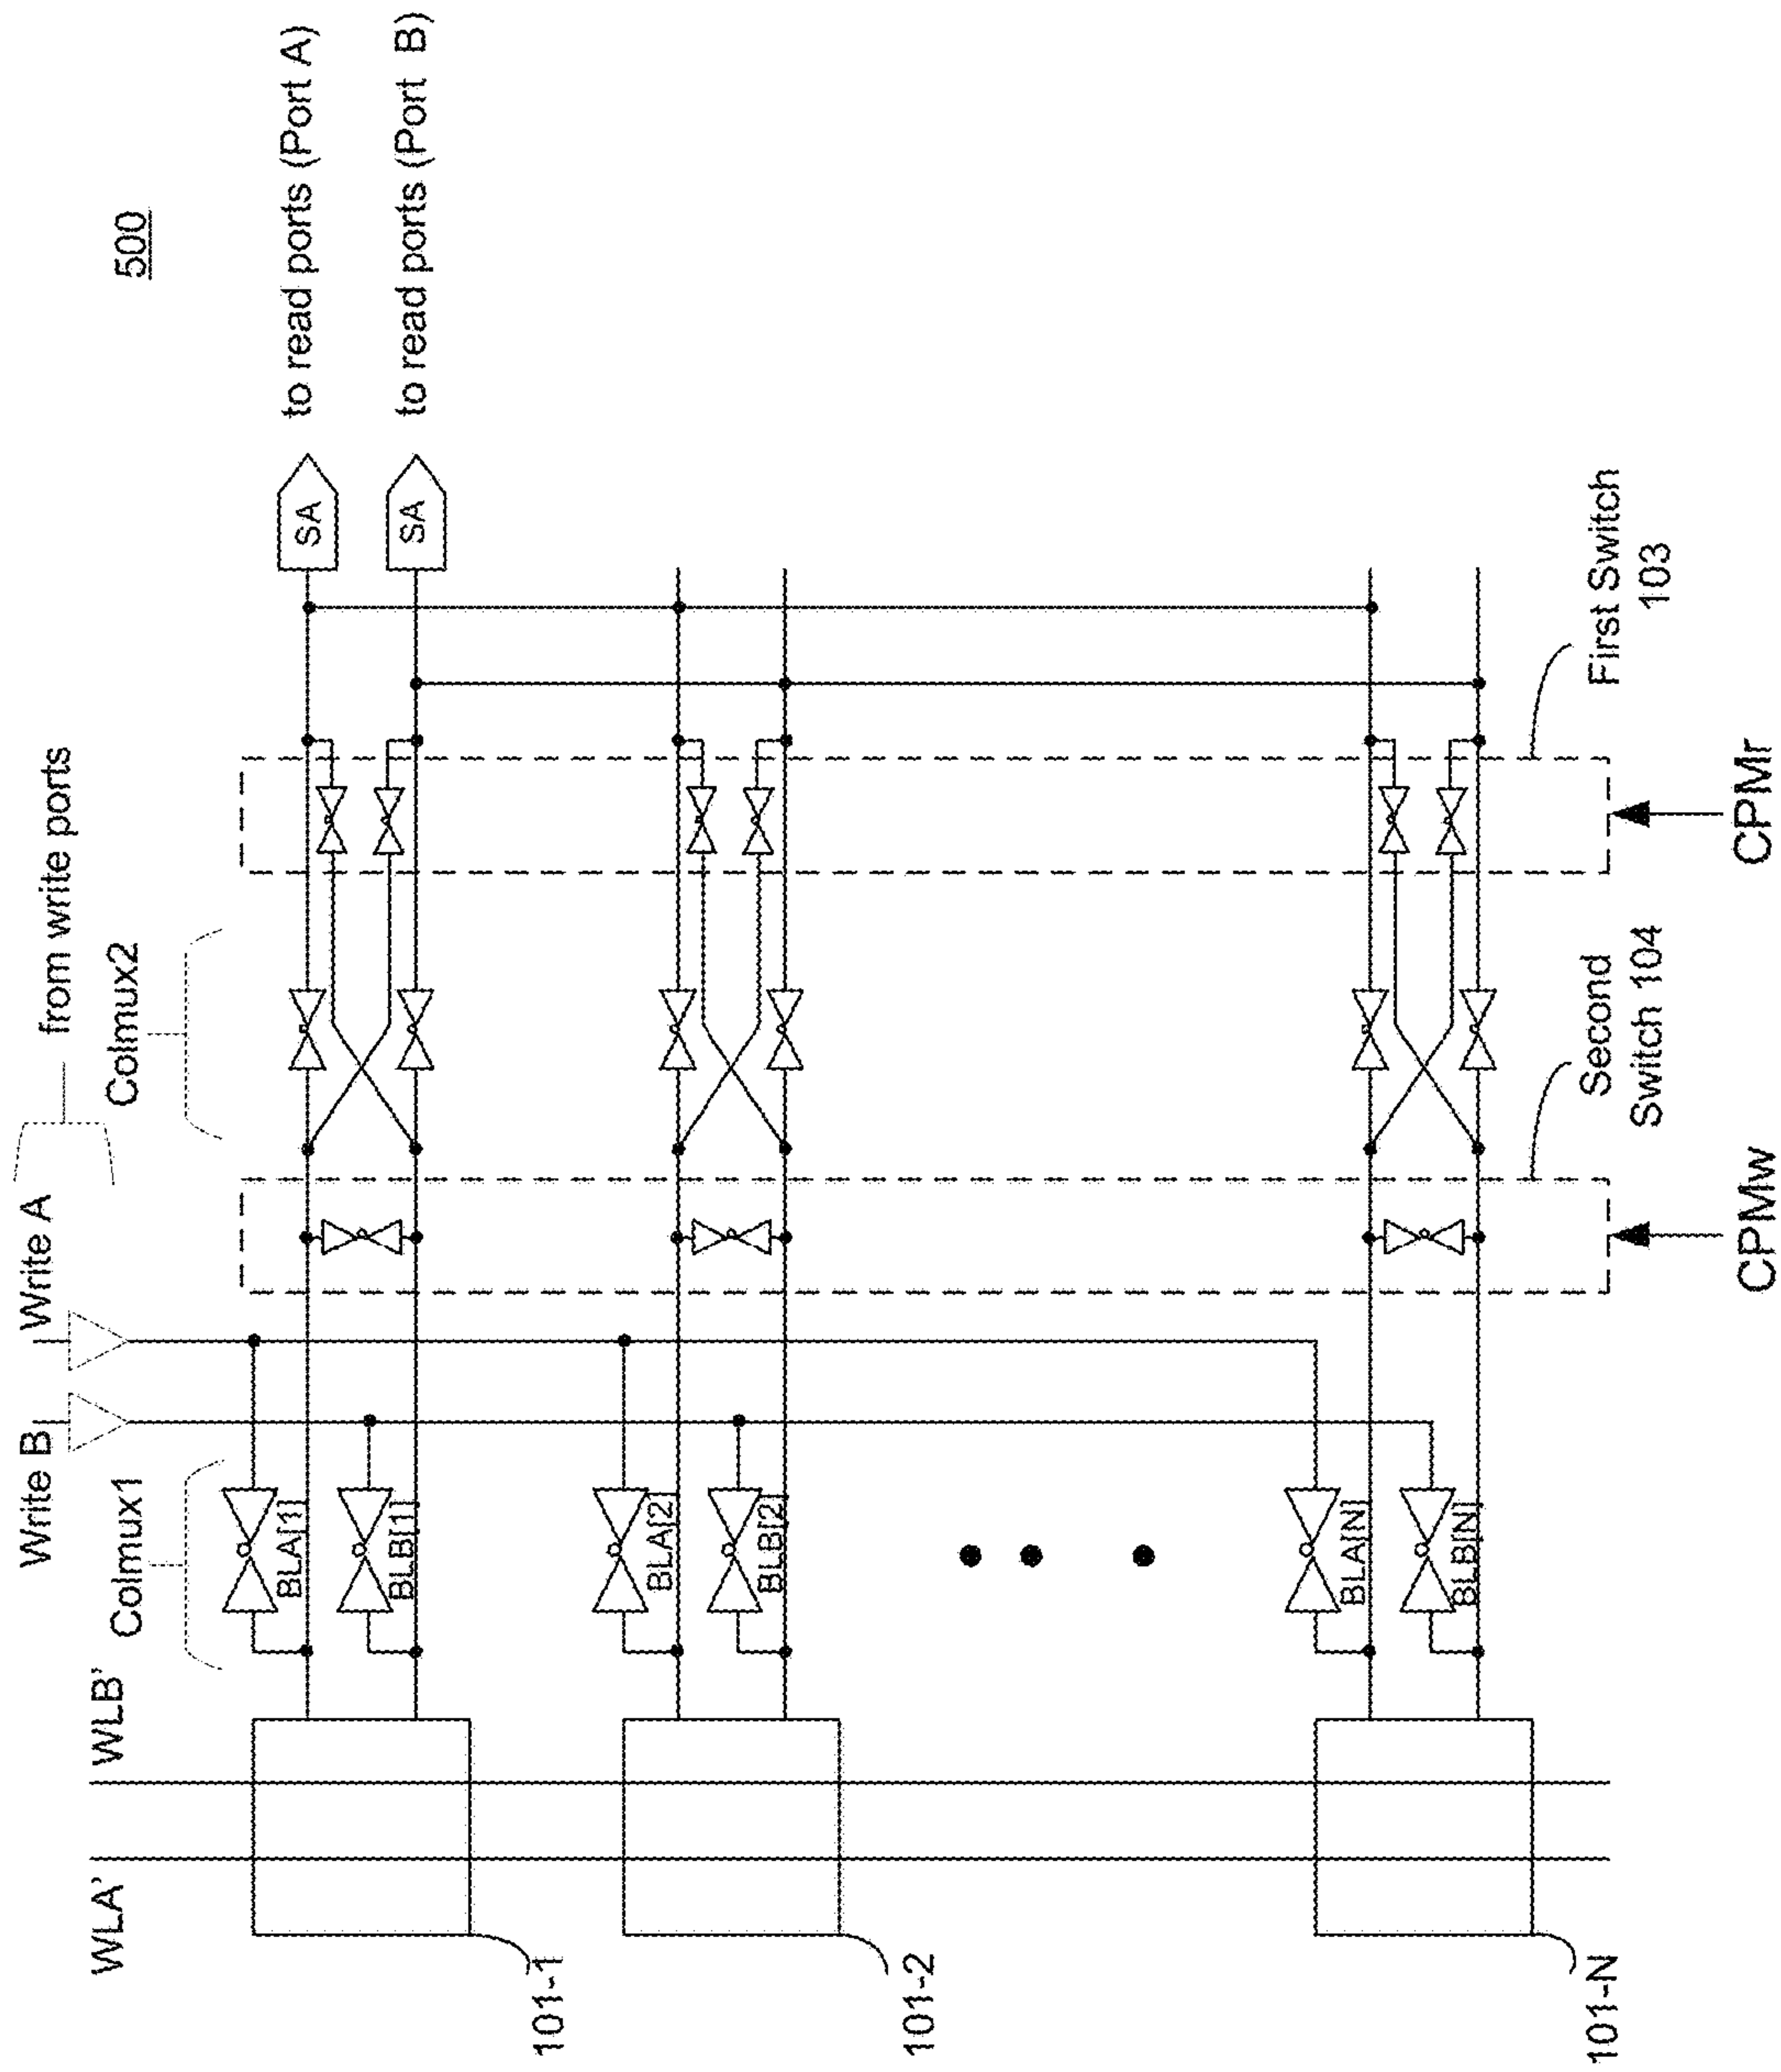 500
to read ports (Port A)
to read ports (Port B)
SA
SA
from write ports
Write A
Write B
Colmux2
Colmux1
BLA[1]
BLB[1]
BLA[2]
BLB[2]
BLA[N]
BLB[N]
WLB'
WLA'
First Switch
103
CPMr
Second
Switch 104
CPMw
101-1
101-2
101-N